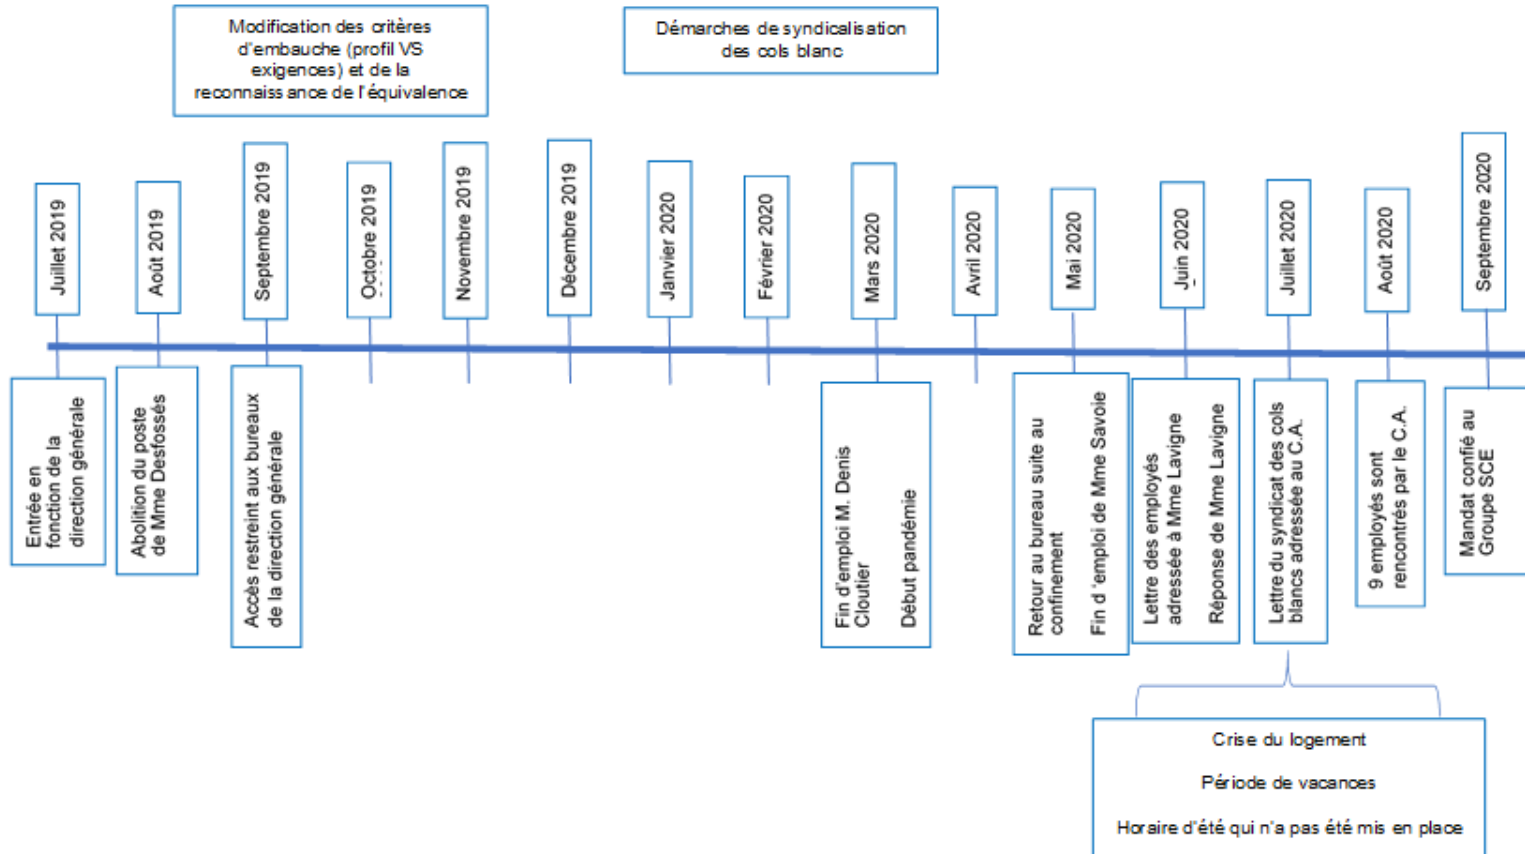 Modification des critères
d'embauche (profil VS
exigences) et de la
reconnaissance de l'équivalence
Démarches de syndicalisation
des cols blanc
Juillet 2019
Août 2019
Septembre 2019
Octobre 2019
Novembre 2019
Décembre 2019
Janvier 2020
Février 2020
Mars 2020
Avril 2020
Mai 2020
Juin 2020
Juillet 2020
Août 2020
Septembre 2020
Entrée en
fonction de la
direction générale
Abolition du poste
de Mme Desfossés
Accès restreint aux bureaux
de la direction générale
Fin d'emploi M. Denis
Cloutier
Début pandémie
Retour au bureau suite au
confinement
Fin d 'emploi de Mme Savoie
Lettre des employés
adressée à Mme Lavigne
Réponse de Mme Lavigne
Lettre du syndicat des cols
blancs adressée au C.A.
9 employés sont
rencontrés par le C.A.
Mandat confié au
Groupe SCE
Crise du logement
Période de vacances
Horaire d'été qui n'a pas été mis en place